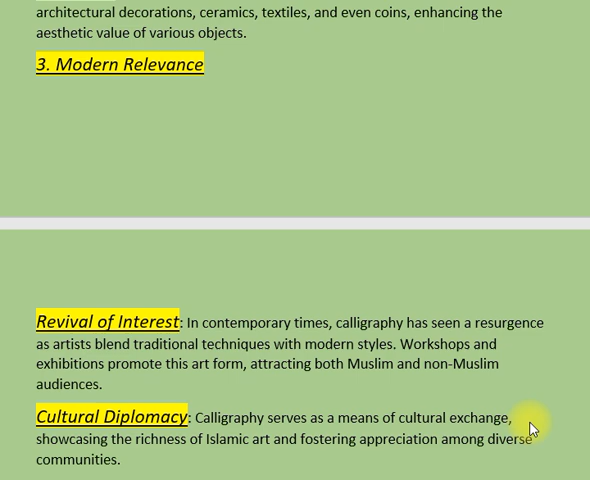 architectural decorations, ceramics, textiles, and even coins, enhancing the
aesthetic value of various objects.
3. Modern Relevance
Revival of Interest: In contemporary times, calligraphy has seen a resurgence
as artists blend traditional techniques with modern styles. Workshops and
exhibitions promote this art form, attracting both Muslim and non-Muslim
audiences.
Cultural Diplomacy: Calligraphy serves as a means of cultural exchange,
showcasing the richness of Islamic art and fostering appreciation among diverse
communities.